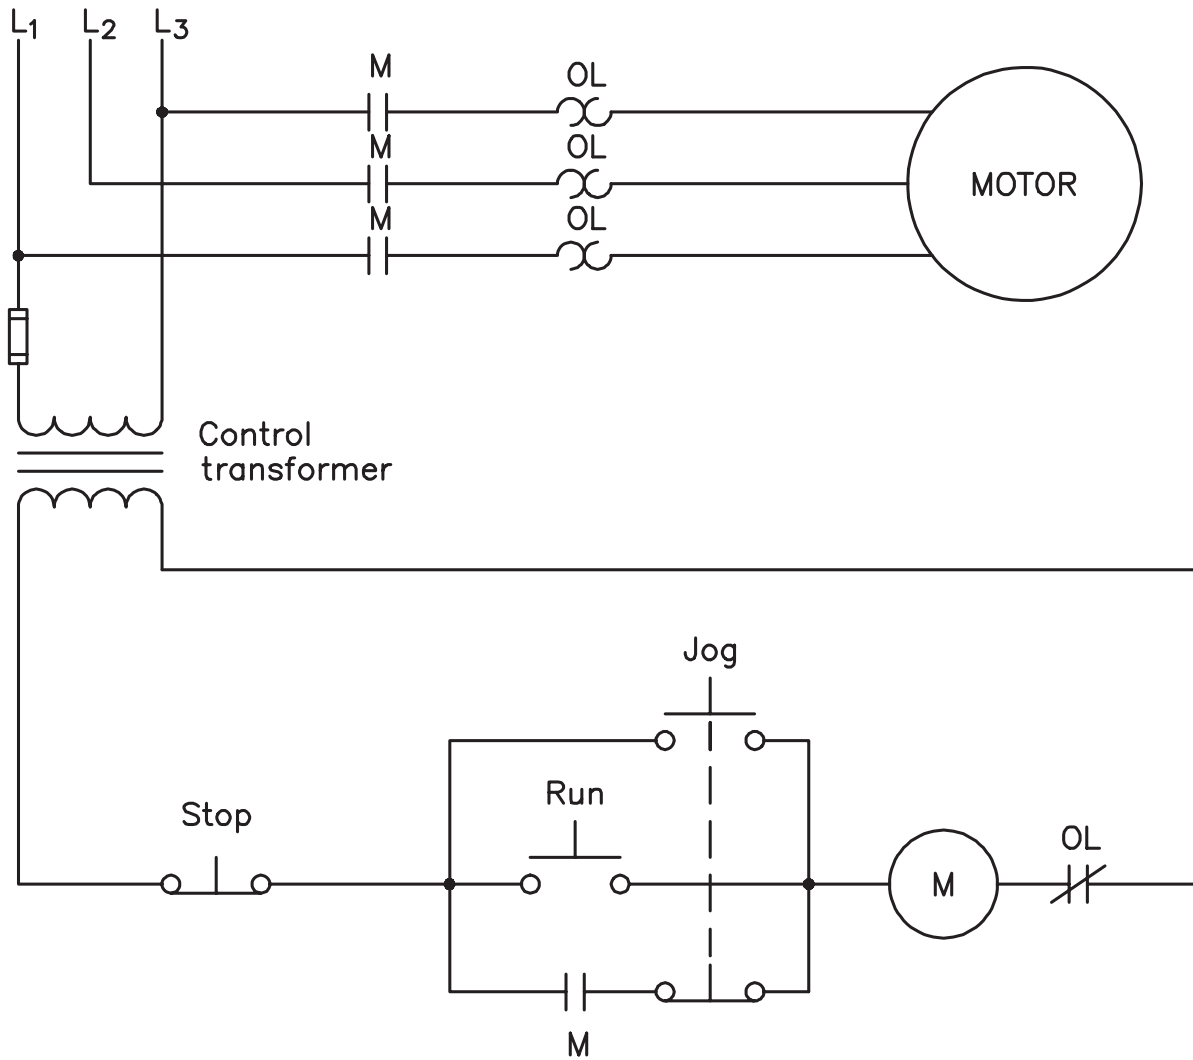 L1 L2 L3
M OL
M OL
MOTOR
M OL
Control
transformer
Jog
Run
Stop
OL
M
M